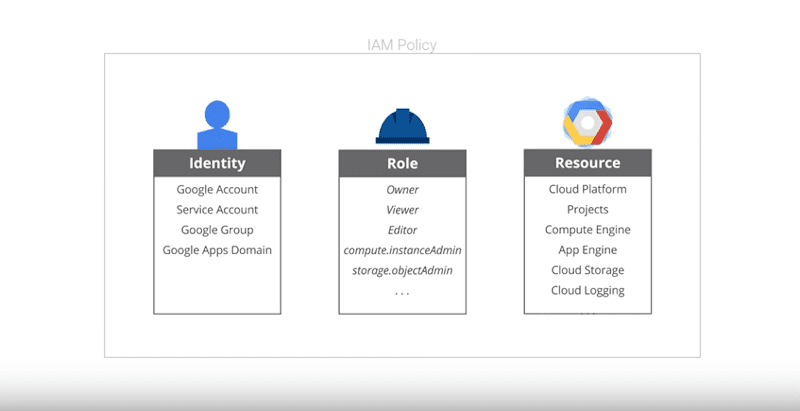 IAM Policy
Identity
Google Account
Service Account
Google Group
Google Apps Domain
Role
Owner
Viewer
Editor
compute.instanceAdmin
storage.objectAdmin
. . .
Resource
Cloud Platform
Projects
Compute Engine
App Engine
Cloud Storage
Cloud Logging
. . .